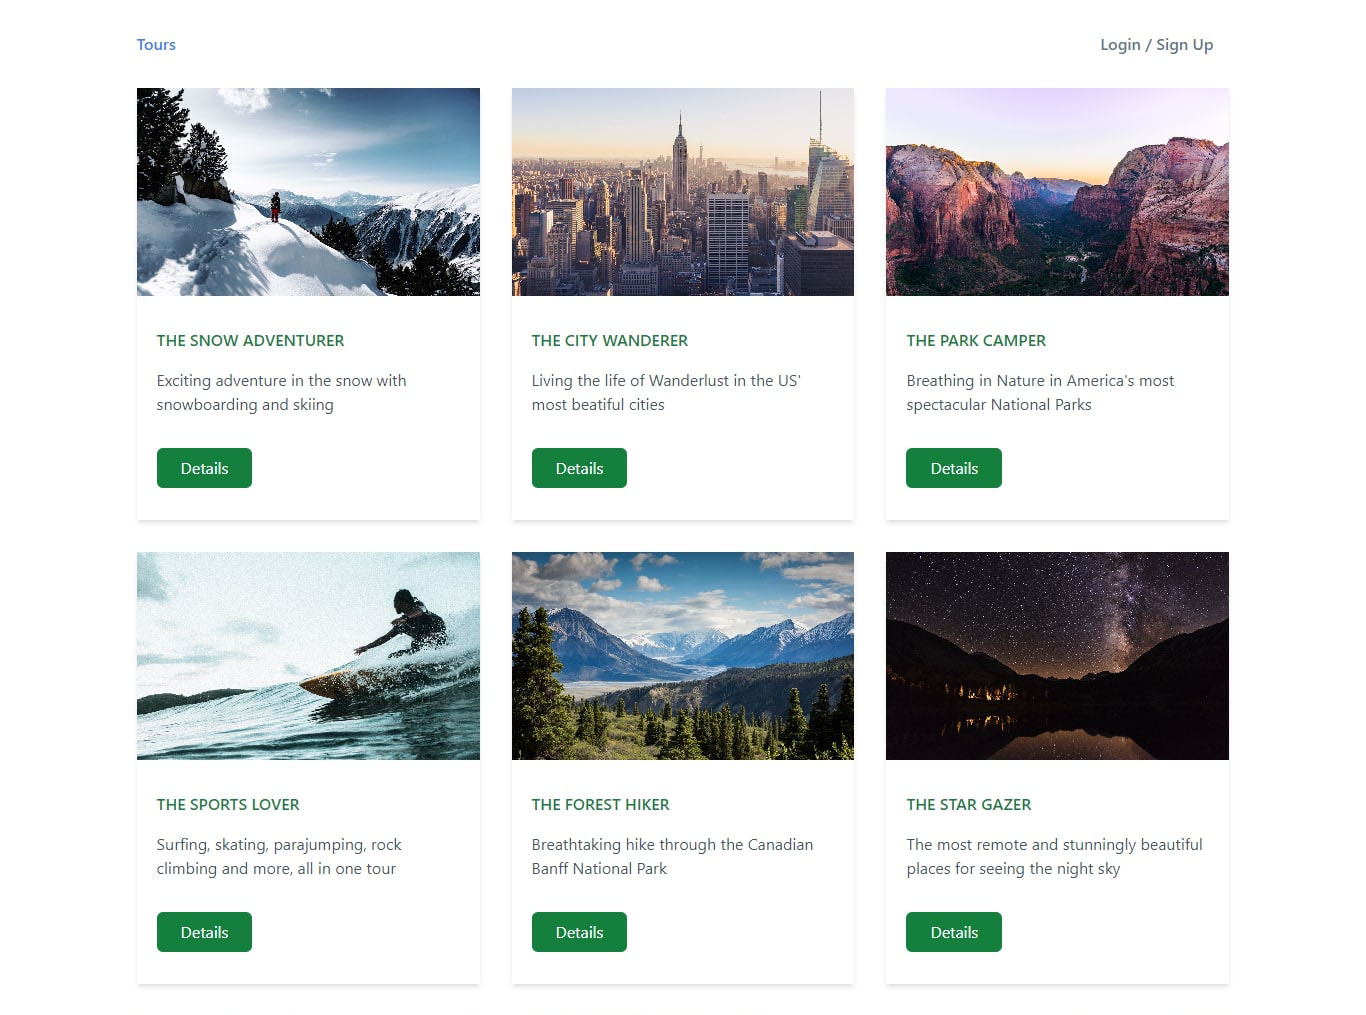 Tours
Login / Sign Up
THE SNOW ADVENTURER
Exciting adventure in the snow with
snowboarding and skiing
Details
THE CITY WANDERER
Living the life of Wanderlust in the US'
most beatiful cities
Details
THE PARK CAMPER
Breathing in Nature in America's most
spectacular National Parks
Details
THE SPORTS LOVER
Surfing, skating, parajumping, rock
climbing and more, all in one tour
Details
THE FOREST HIKER
Breathtaking hike through the Canadian
Banff National Park
Details
THE STAR GAZER
The most remote and stunningly beautiful
places for seeing the night sky
Details